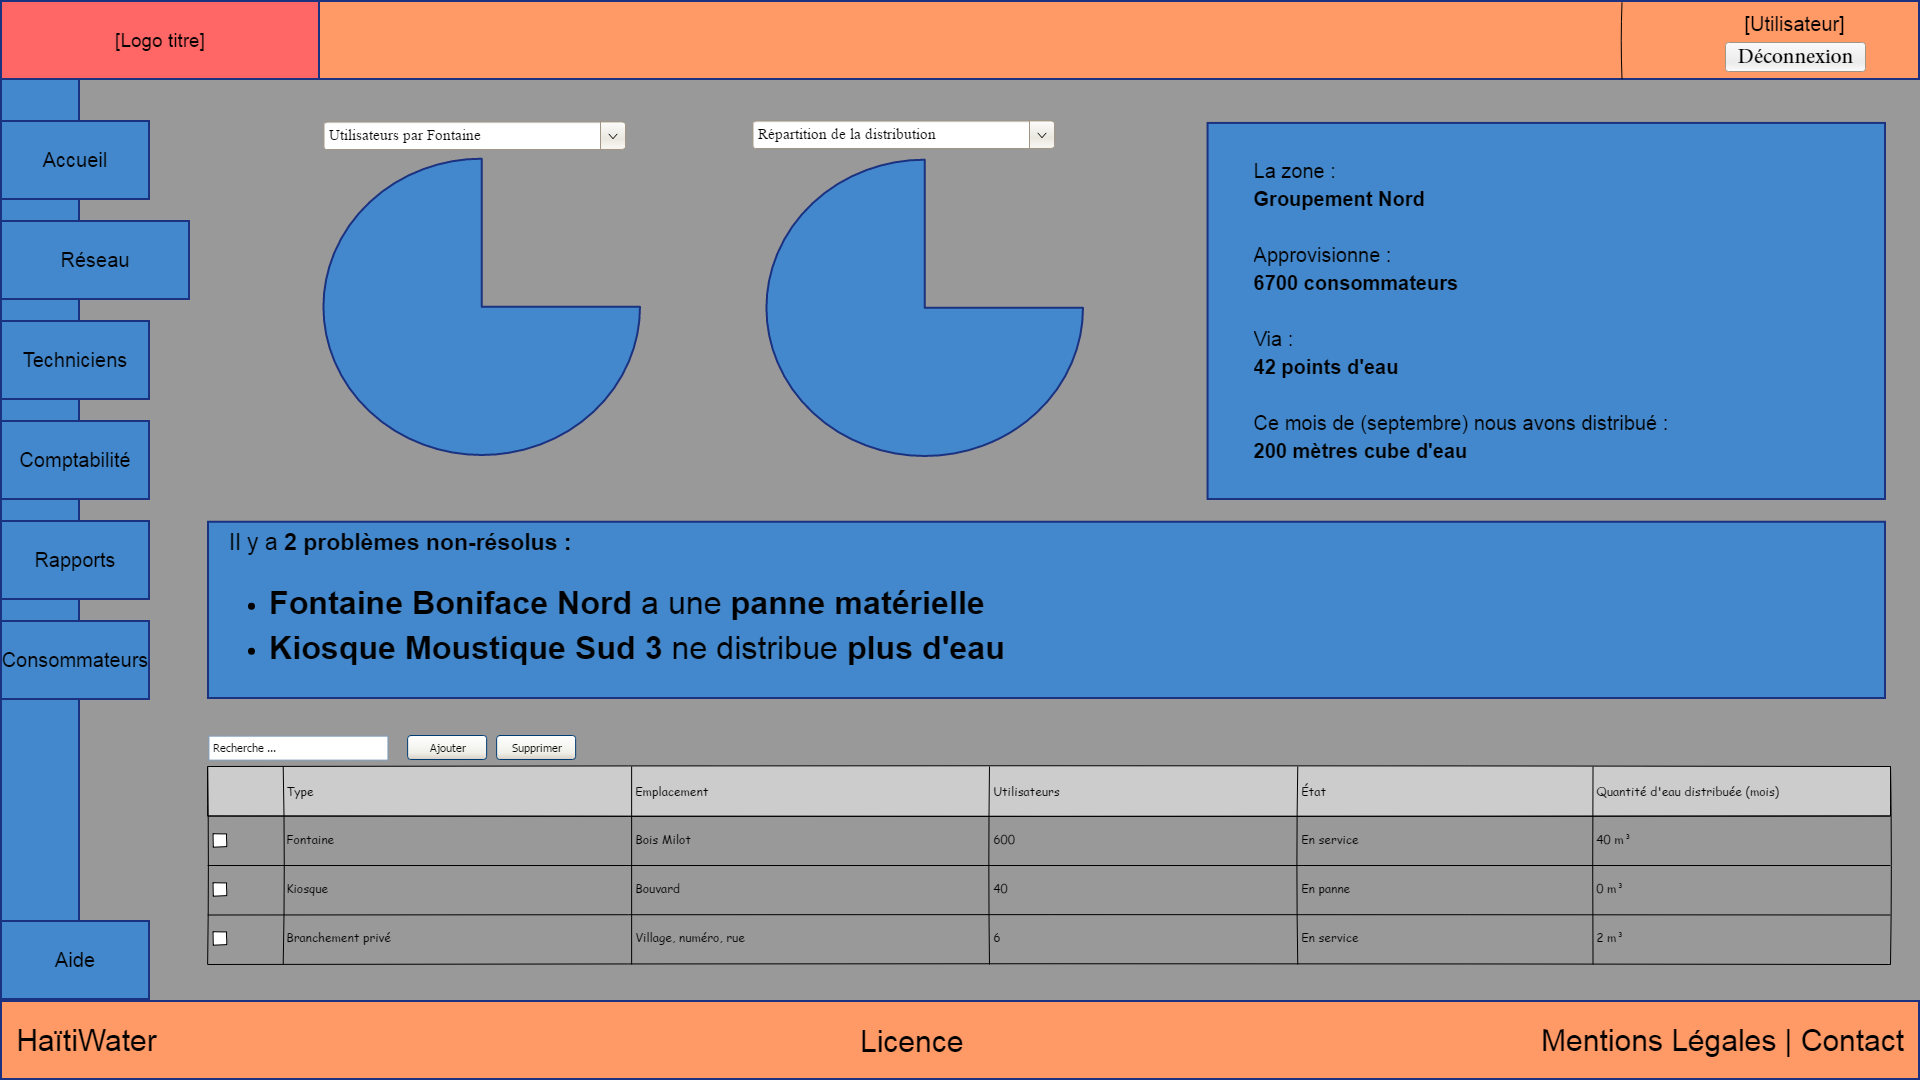 [Logo titre]
[Utilisateur]
Déconnexion
Accueil
Réseau
Techniciens
Comptabilité
Rapports
Consommateurs
Aide
Utilisateurs par Fontaine
Répartition de la distribution
La zone :
Groupement Nord
Approvisionne :
6700 consommateurs
Via :
42 points d'eau
Ce mois de (septembre) nous avons distribué :
200 mètres cube d'eau
Il y a 2 problèmes non-résolus :
• Fontaine Boniface Nord a une panne matérielle
• Kiosque Moustique Sud 3 ne distribue plus d'eau
Recherche ... Ajouter Supprimer
Type Emplacement Utilisateurs État Quantité d'eau distribuée (mois)
Fontaine Bois Milot 600 En service 40 m³
Kiosque Bouvard 40 En panne 0 m³
Branchement privé Village, numéro, rue 6 En service 2 m³
HaïtiWater Licence Mentions Légales | Contact